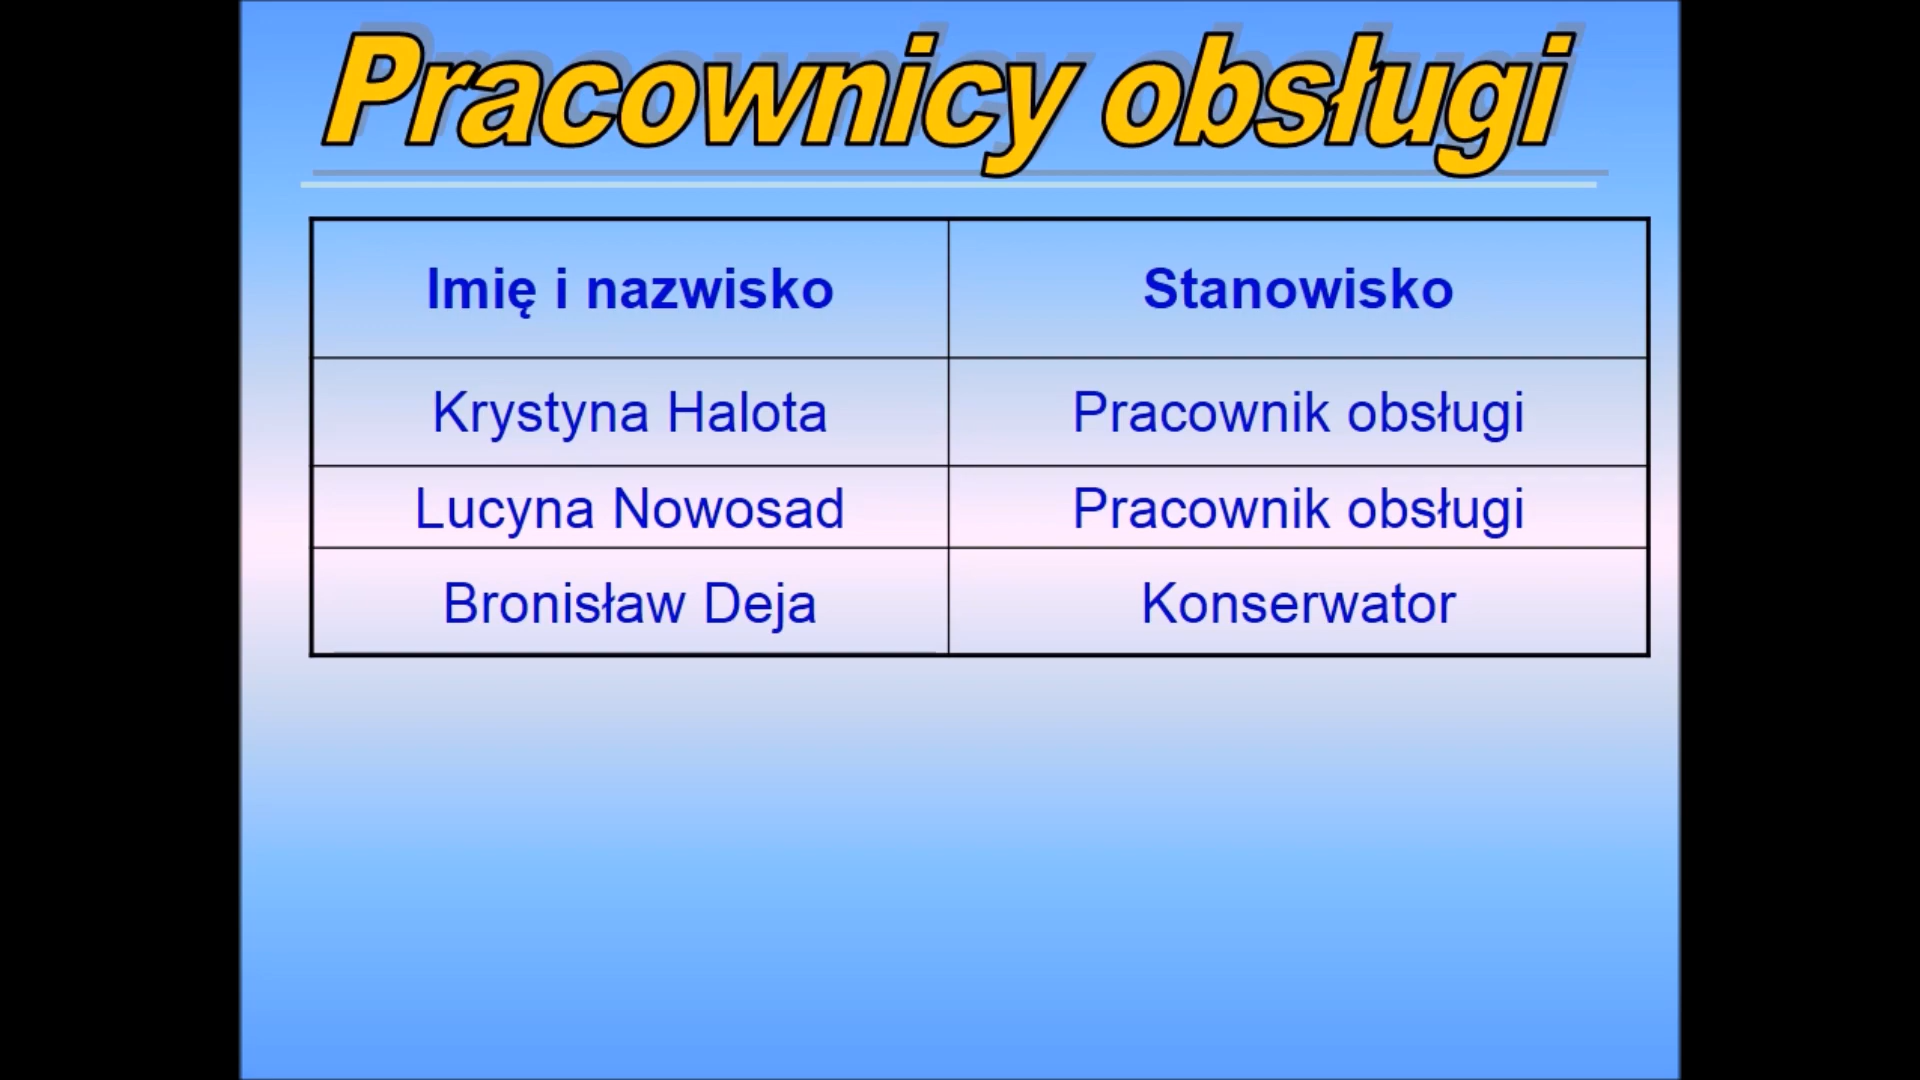 Pracownicy obsługi
Imię i nazwisko Stanowisko
Krystyna Halota Pracownik obsługi
Lucyna Nowosad Pracownik obsługi
Bronisław Deja Konserwator